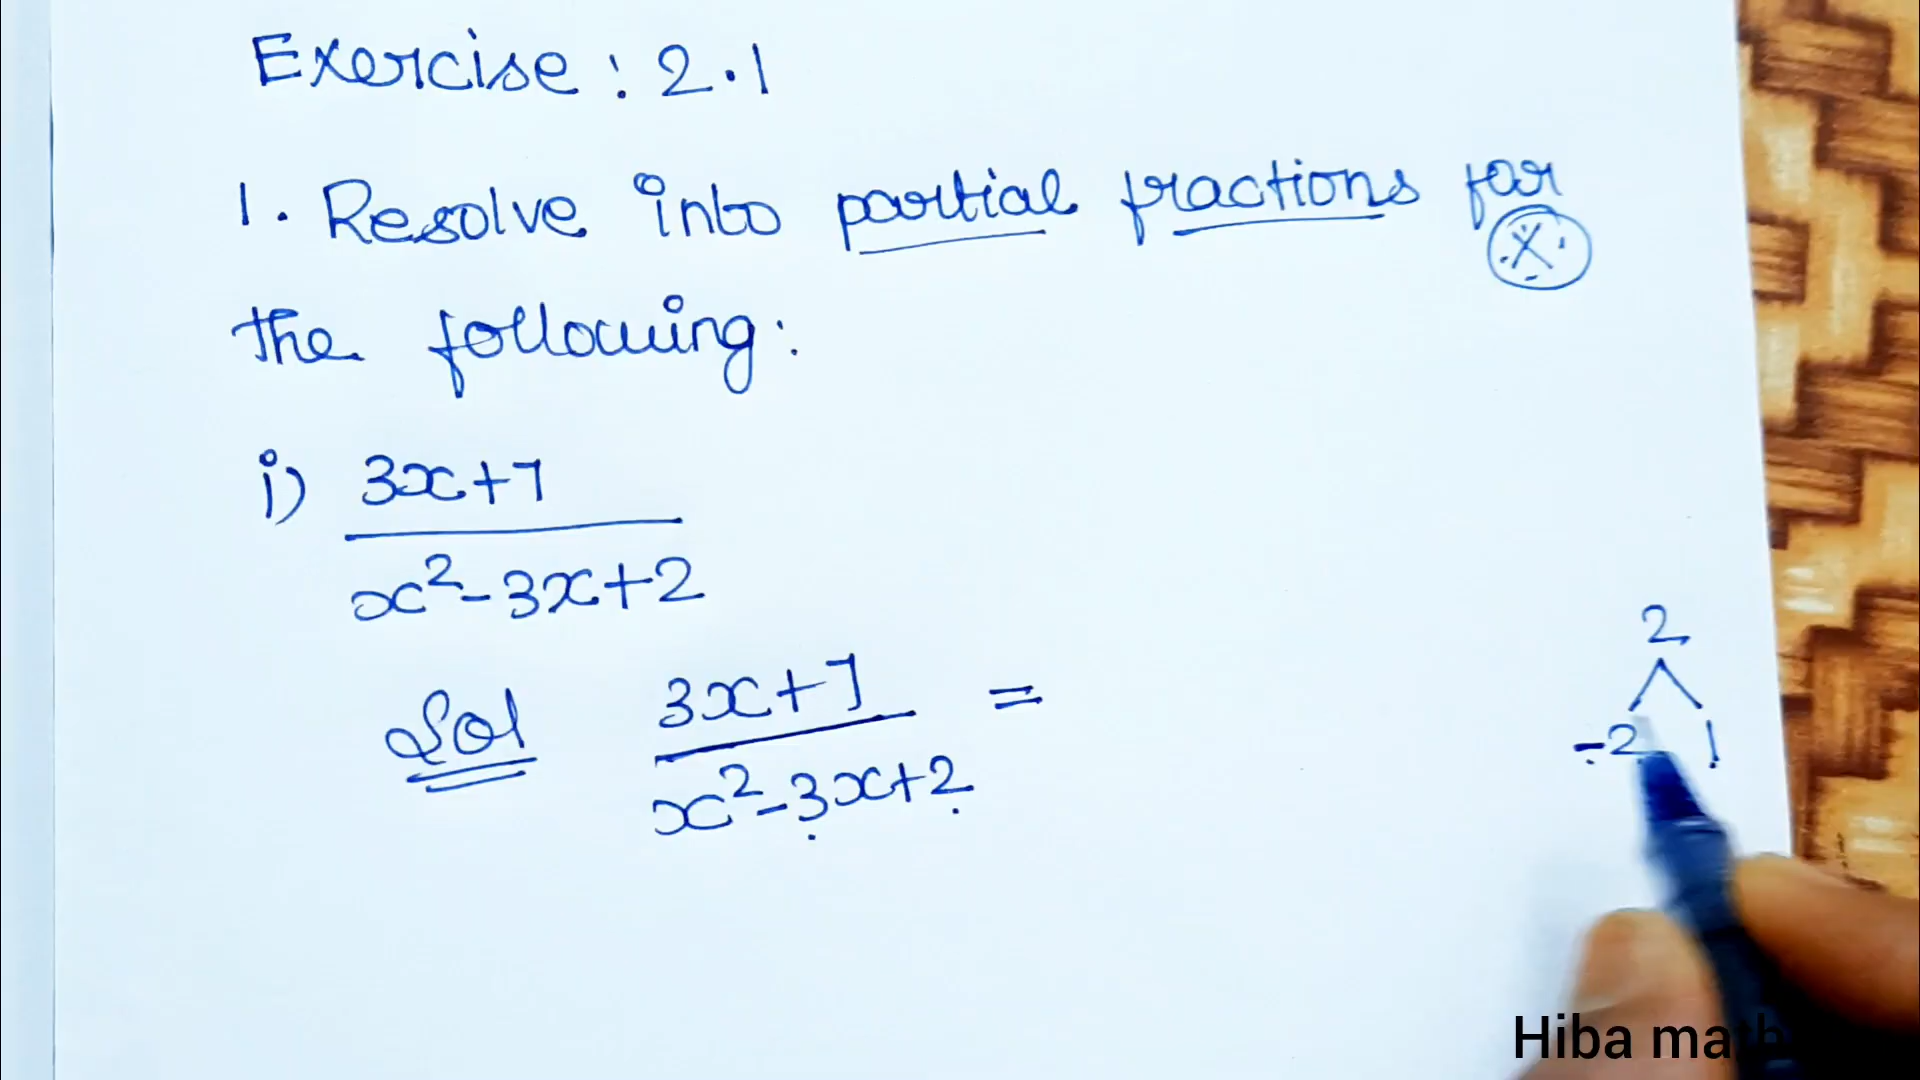 Exercise : 2.1
1. Resolve into partial fractions for
X
the following:
i) 3x+7
x²-3x+2
Sol 3x+7 =
x²-3x+2
2
-2 1
Hiba math